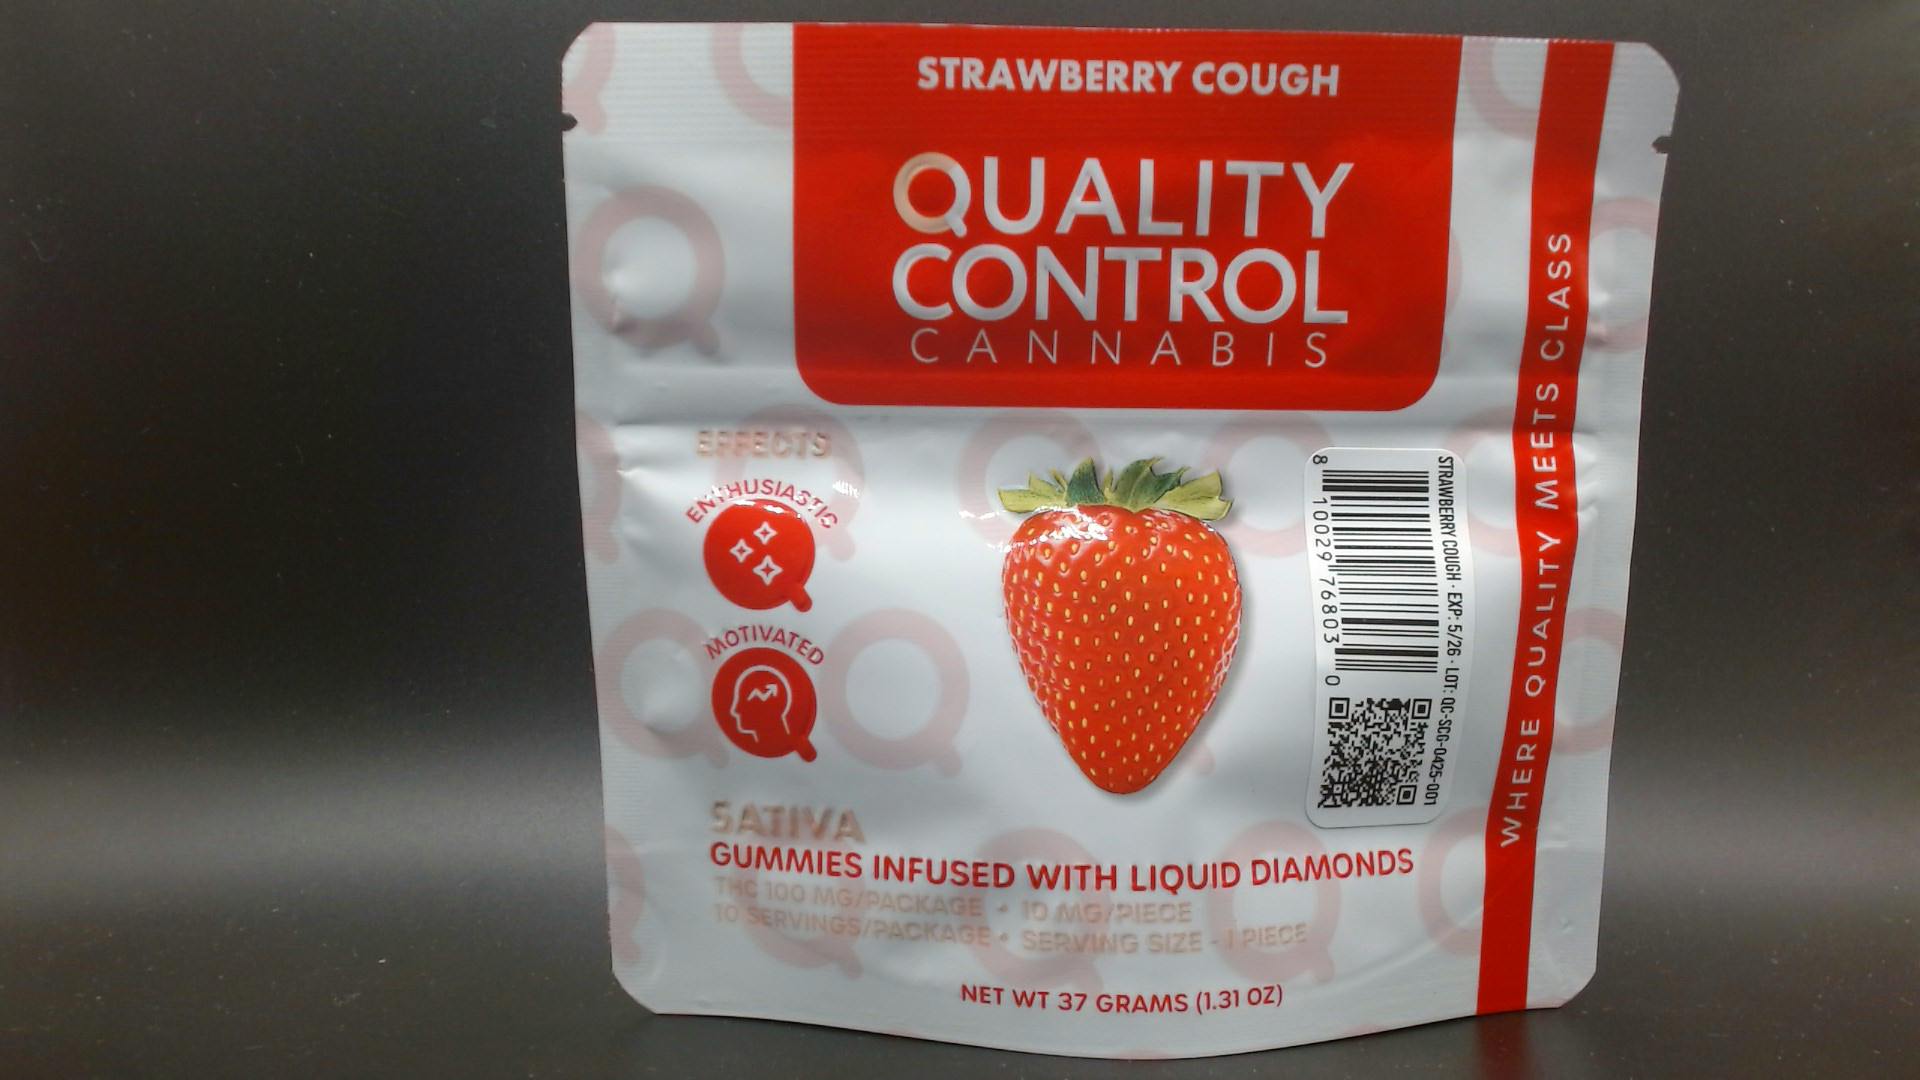 STRAWBERRY COUGH
QUALITY
CONTROL
CANNABIS
EFFECTS
ENTHUSIASTIC
MOTIVATED
SATIVA
GUMMIES INFUSED WITH LIQUID DIAMONDS
THC 100 MG/PACKAGE • 10 MG/PIECE
10 SERVINGS/PACKAGE • SERVING SIZE - 1 PIECE
NET WT 37 GRAMS (1.31 OZ)
STRAWBERRY COUGH · EXP: 5/26 · LOT: QC-SCG-0425-001
8 10029 76803 0
WHERE QUALITY MEETS CLASS